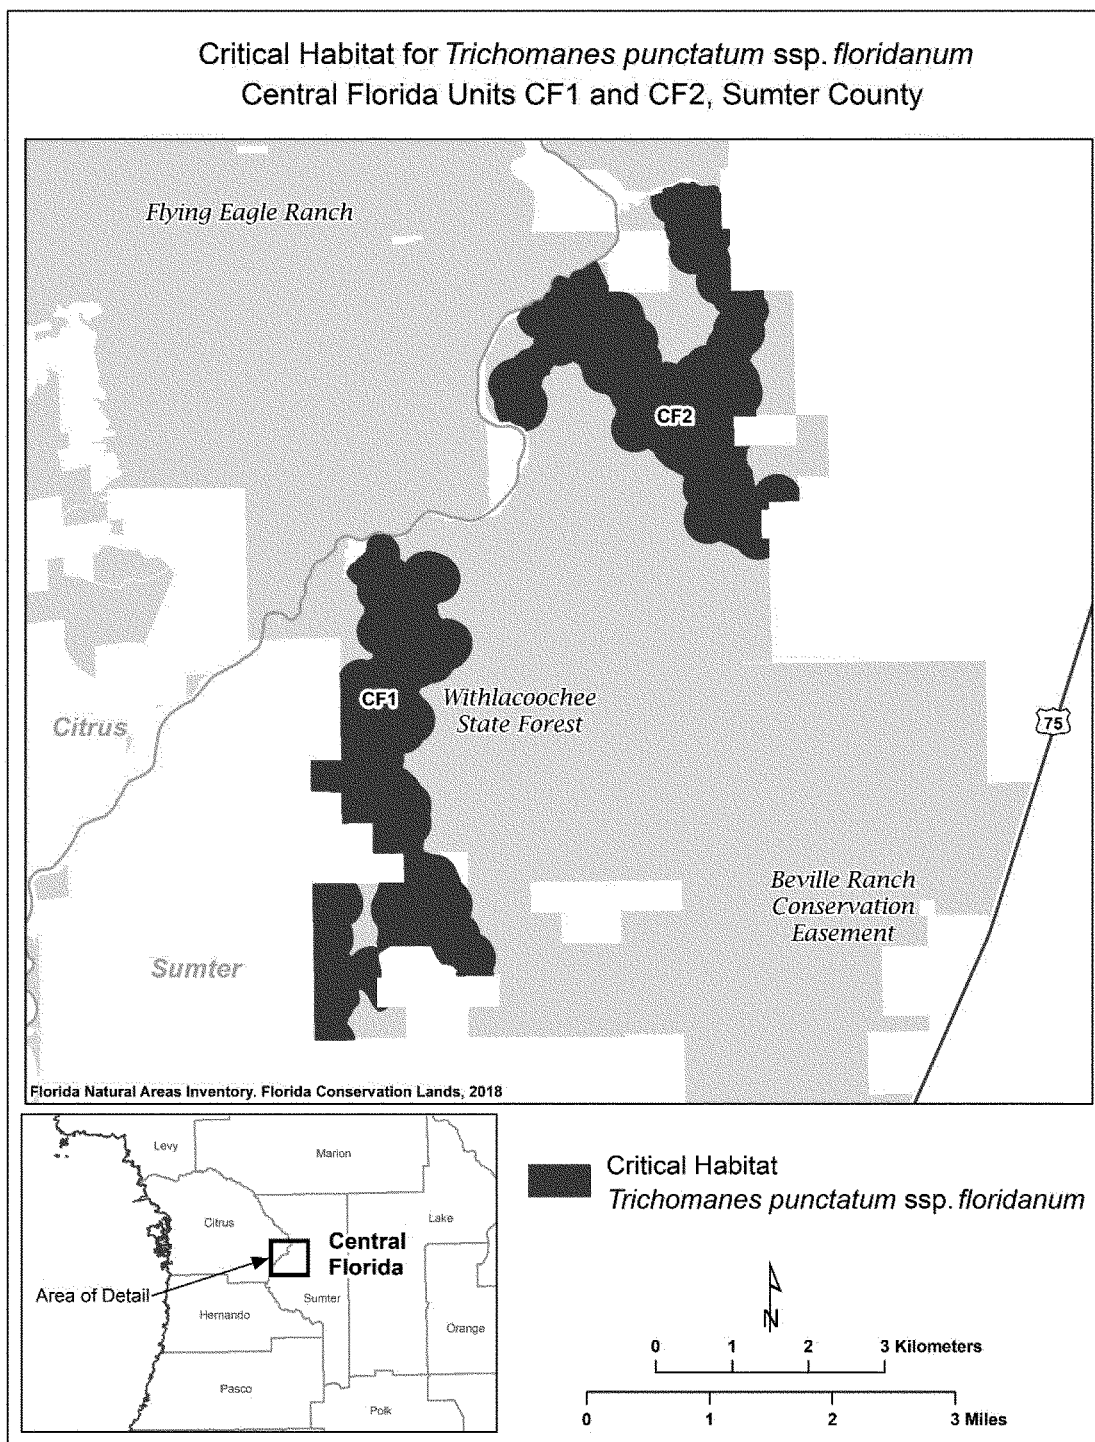 Critical Habitat for Trichomanes punctatum ssp. floridanum
Central Florida Units CF1 and CF2, Sumter County
Flying Eagle Ranch
CF2
CF1
Withlacoochee
State Forest
Citrus
75
Beville Ranch
Conservation
Easement
Sumter
Florida Natural Areas Inventory. Florida Conservation Lands, 2018
Levy
Marion
Citrus
Lake
Central
Florida
Area of Detail
Sumter
Hernando
Orange
Pasco
Polk
Critical Habitat
Trichomanes punctatum ssp. floridanum
N
0 1 2 3 Kilometers
0 1 2 3 Miles